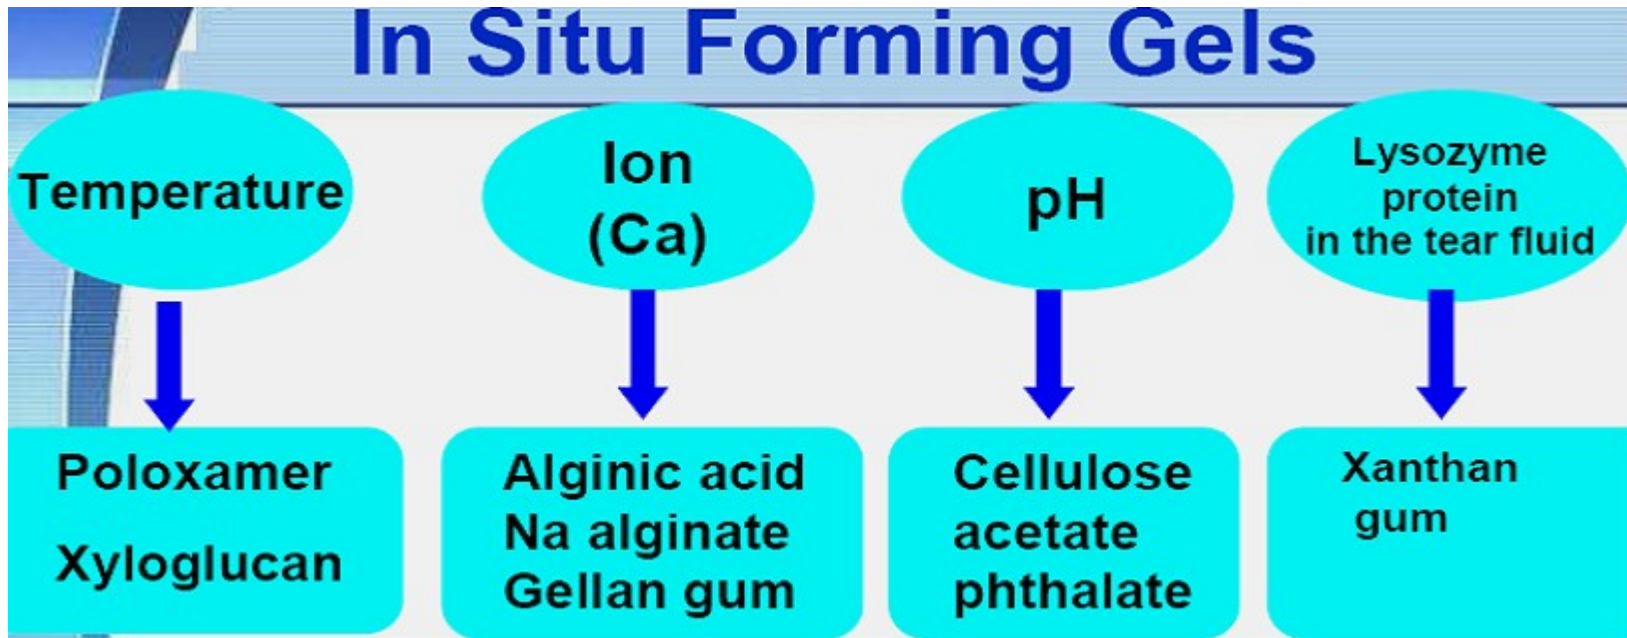 In Situ Forming Gels
Temperature
Ion
(Ca)
pH
Lysozyme
protein
in the tear fluid
Poloxamer
Xyloglucan
Alginic acid
Na alginate
Gellan gum
Cellulose
acetate
phthalate
Xanthan
gum